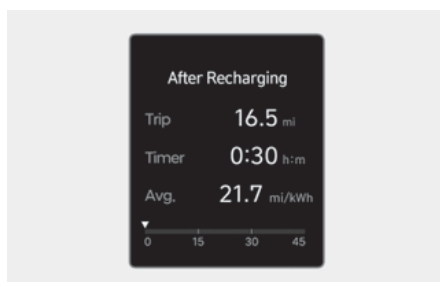 After Recharging
Trip 16.5 mi
Timer 0:30 h:m
Avg. 21.7 mi/kWh
0 15 30 45